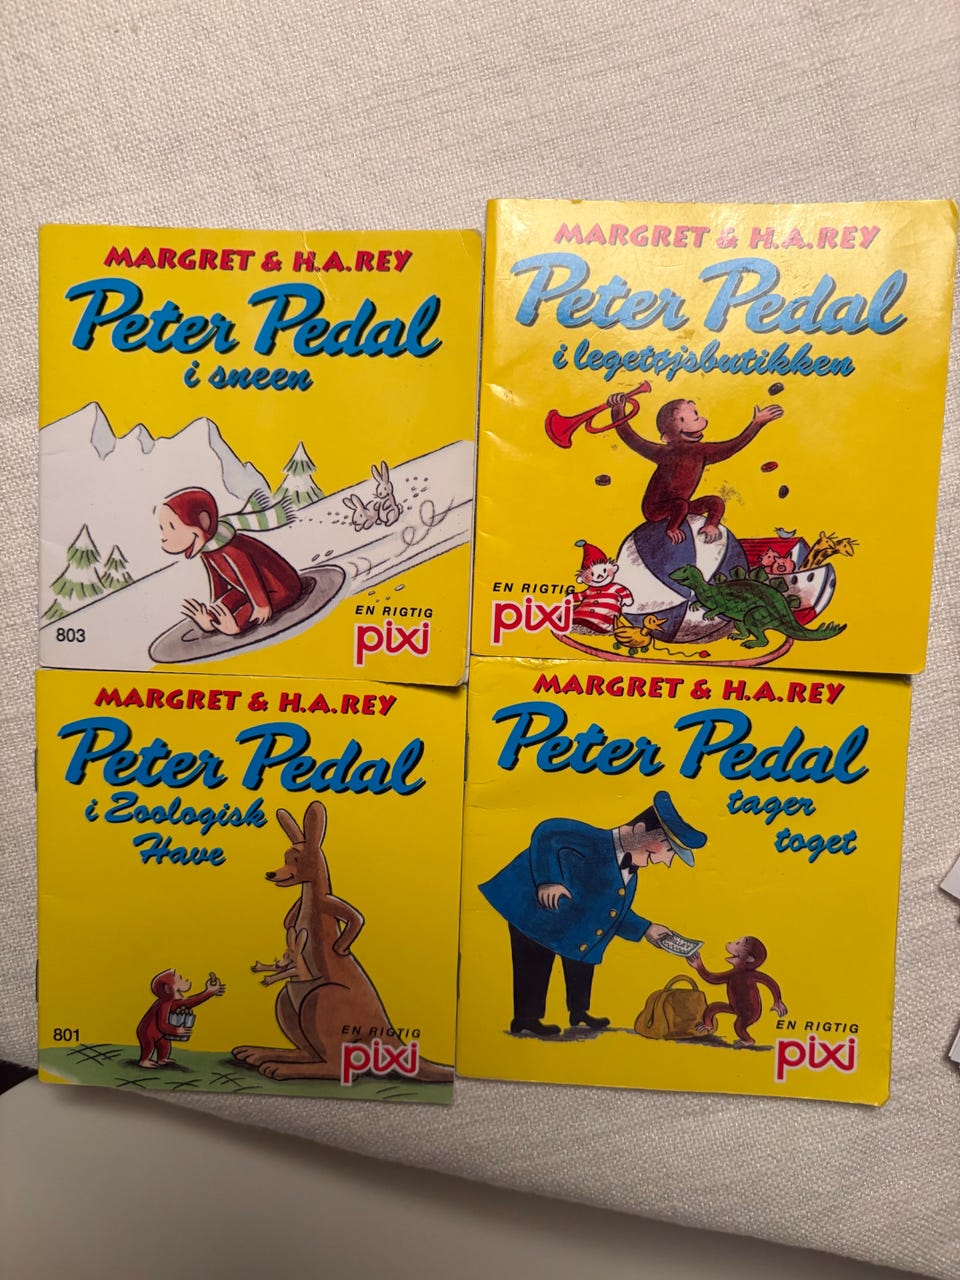 MARGRET & H.A.REY
Peter Pedal
i sneen
803
EN RIGTIG
pixi
MARGRET & H.A.REY
Peter Pedal
i legetøjsbutikken
EN RIGTIG
pixi
MARGRET & H.A.REY
Peter Pedal
i Zoologisk
Have
801
EN RIGTIG
pixi
MARGRET & H.A.REY
Peter Pedal
tager
toget
EN RIGTIG
pixi